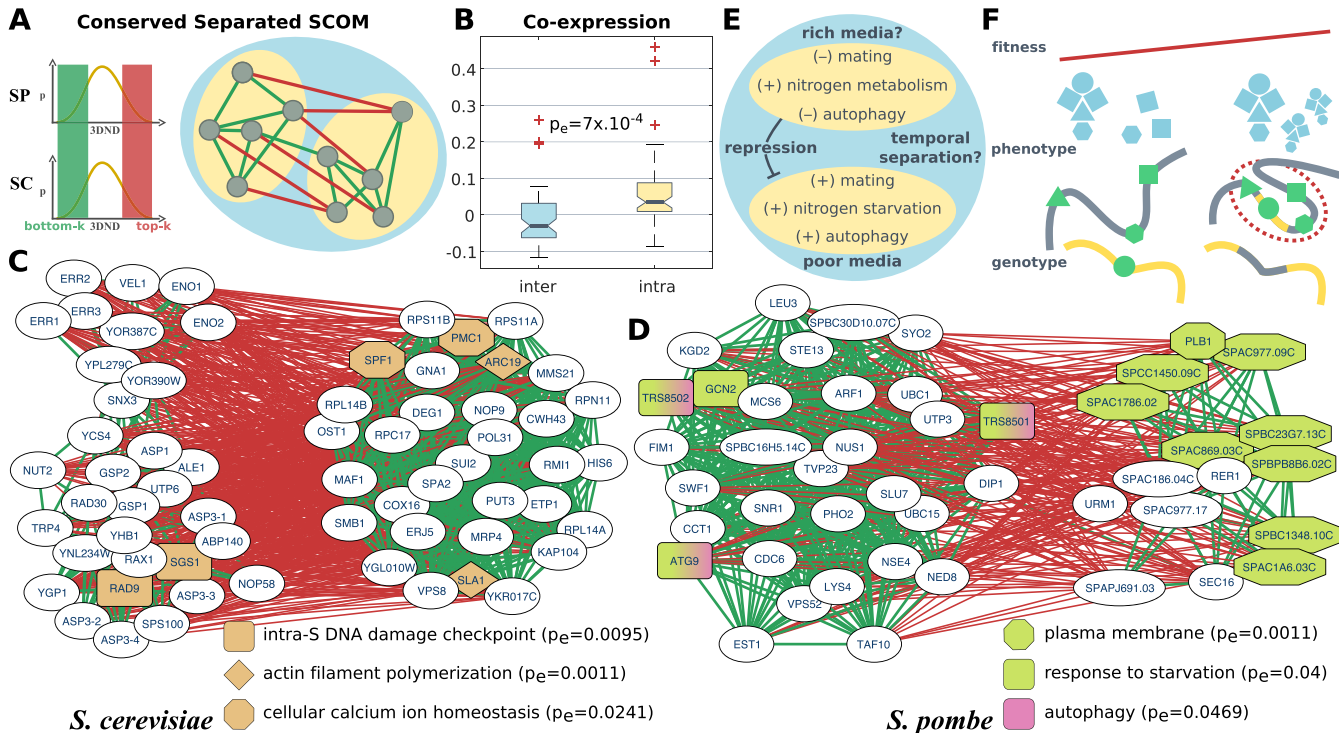 A
Conserved Separated SCOM
SP
p
3DND
SC
p
bottom-k
3DND
top-k
B
Co-expression
0.4
0.3
0.2
0.1
0
-0.1
pe=7x.10-4
inter
intra
E
rich media?
(–) mating
(+) nitrogen metabolism
(–) autophagy
repression
temporal
separation?
(+) mating
(+) nitrogen starvation
(+) autophagy
poor media
F
fitness
phenotype
genotype
C
ERR2
VEL1
ENO1
ERR3
ERR1
YOR387C
ENO2
YPL279C
YOR390W
SNX3
YCS4
ASP1
NUT2
GSP2
ALE1
UTP6
RAD30
GSP1
ASP3-1
TRP4
YHB1
ABP140
YNL234W
RAX1
SGS1
YGP1
RAD9
NOP58
ASP3-3
ASP3-2
SPS100
ASP3-4
RPS11B
RPS11A
PMC1
SPF1
ARC19
GNA1
MMS21
RPL14B
DEG1
NOP9
CWH43
RPN11
OST1
RPC17
POL31
SUI2
RMI1
HIS6
MAF1
SPA2
COX16
PUT3
ETP1
SMB1
ERJ5
MRP4
RPL14A
KAP104
YGL010W
SLA1
VPS8
YKR017C
intra-S DNA damage checkpoint (pe=0.0095)
actin filament polymerization (pe=0.0011)
cellular calcium ion homeostasis (pe=0.0241)
S. cerevisiae
D
LEU3
SPBC30D10.07C
SYO2
KGD2
STE13
TRS8502
GCN2
MCS6
ARF1
UBC1
UTP3
TRS8501
FIM1
SPBC16H5.14C
NUS1
TVP23
SWF1
SLU7
DIP1
SNR1
PHO2
UBC15
CCT1
ATG9
CDC6
NSE4
NED8
LYS4
VPS52
EST1
TAF10
PLB1
SPAC977.09C
SPCC1450.09C
SPAC1786.02
SPBC23G7.13C
SPAC869.03C
SPBPB8B6.02C
SPAC186.04C
RER1
URM1
SPAC977.17
SPBC1348.10C
SPAC1A6.03C
SPAPJ691.03
SEC16
plasma membrane (pe=0.0011)
response to starvation (pe=0.04)
autophagy (pe=0.0469)
S. pombe